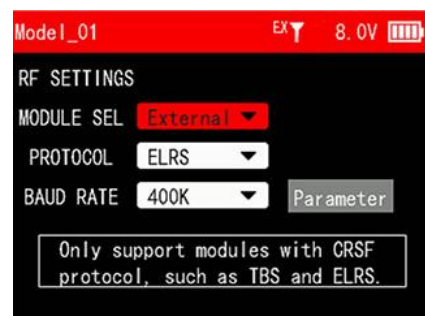 Model_01 EX 8.0V
RF SETTINGS
MODULE SEL External
PROTOCOL ELRS
BAUD RATE 400K Parameter
Only support modules with CRSF
protocol, such as TBS and ELRS.